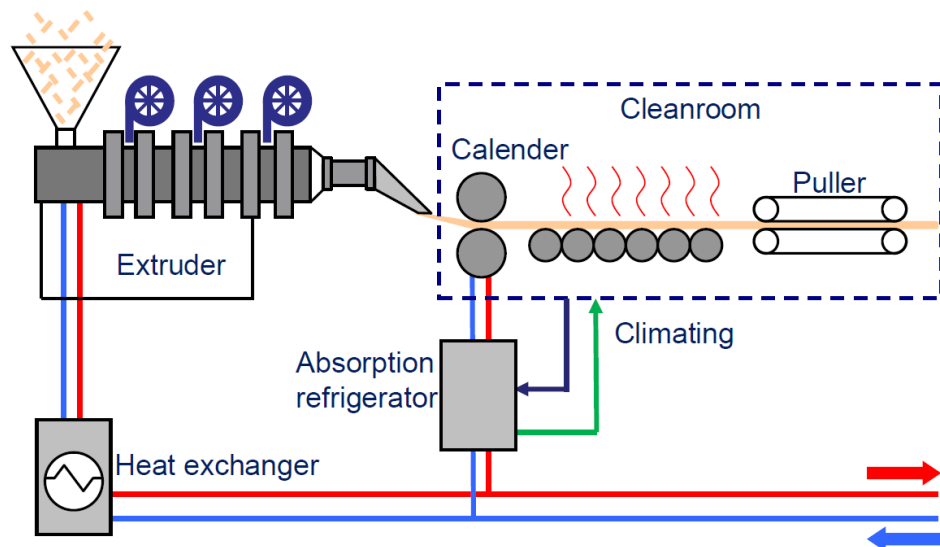 Cleanroom
Calender
Puller
Extruder
Climating
Absorption
refrigerator
Heat exchanger